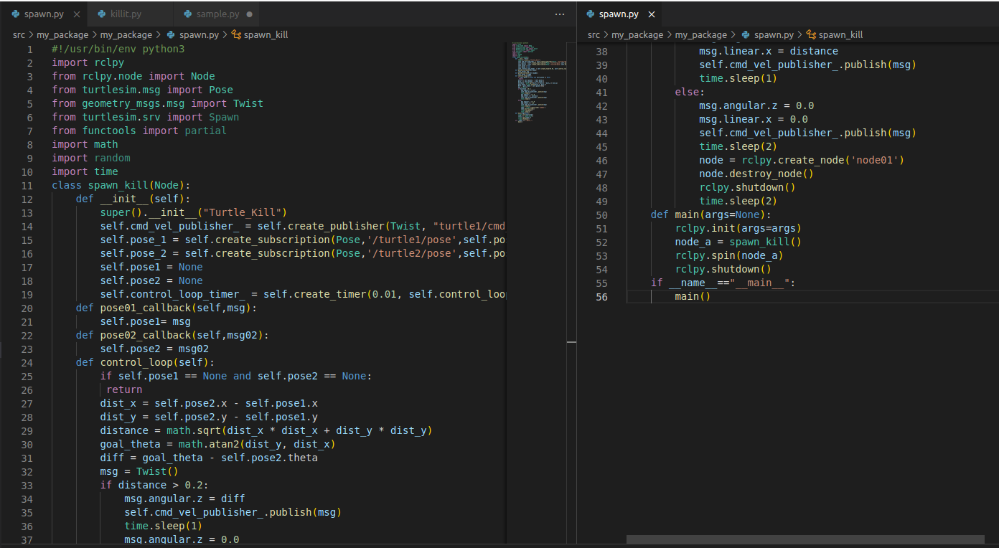 spawn.py
killit.py
sample.py
...
src > my_package > my_package > spawn.py > spawn_kill
1 #!/usr/bin/env python3
2 import rclpy
3 from rclpy.node import Node
4 from turtlesim.msg import Pose
5 from geometry_msgs.msg import Twist
6 from turtlesim.srv import Spawn
7 from functools import partial
8 import math
9 import random
10 import time
11 class spawn_kill(Node):
12 def __init__(self):
13 super().__init__("Turtle_Kill")
14 self.cmd_vel_publisher_ = self.create_publisher(Twist, "turtle1/cmd
15 self.pose_1 = self.create_subscription(Pose,'/turtle1/pose',self.po
16 self.pose_2 = self.create_subscription(Pose,'/turtle2/pose',self.po
17 self.pose1 = None
18 self.pose2 = None
19 self.control_loop_timer_ = self.create_timer(0.01, self.control_loo
20 def pose01_callback(self,msg):
21 self.pose1= msg
22 def pose02_callback(self,msg02):
23 self.pose2 = msg02
24 def control_loop(self):
25 if self.pose1 == None and self.pose2 == None:
26 return
27 dist_x = self.pose2.x - self.pose1.x
28 dist_y = self.pose2.y - self.pose1.y
29 distance = math.sqrt(dist_x * dist_x + dist_y * dist_y)
30 goal_theta = math.atan2(dist_y, dist_x)
31 diff = goal_theta - self.pose2.theta
32 msg = Twist()
33 if distance > 0.2:
34 msg.angular.z = diff
35 self.cmd_vel_publisher_.publish(msg)
36 time.sleep(1)
37 msg.angular.z = 0.0
spawn.py
src > my_package > my_package > spawn.py > spawn_kill
38 msg.linear.x = distance
39 self.cmd_vel_publisher_.publish(msg)
40 time.sleep(1)
41 else:
42 msg.angular.z = 0.0
43 msg.linear.x = 0.0
44 self.cmd_vel_publisher_.publish(msg)
45 time.sleep(2)
46 node = rclpy.create_node('node01')
47 node.destroy_node()
48 rclpy.shutdown()
49 time.sleep(2)
50 def main(args=None):
51 rclpy.init(args=args)
52 node_a = spawn_kill()
53 rclpy.spin(node_a)
54 rclpy.shutdown()
55 if __name__=="__main__":
56 main()